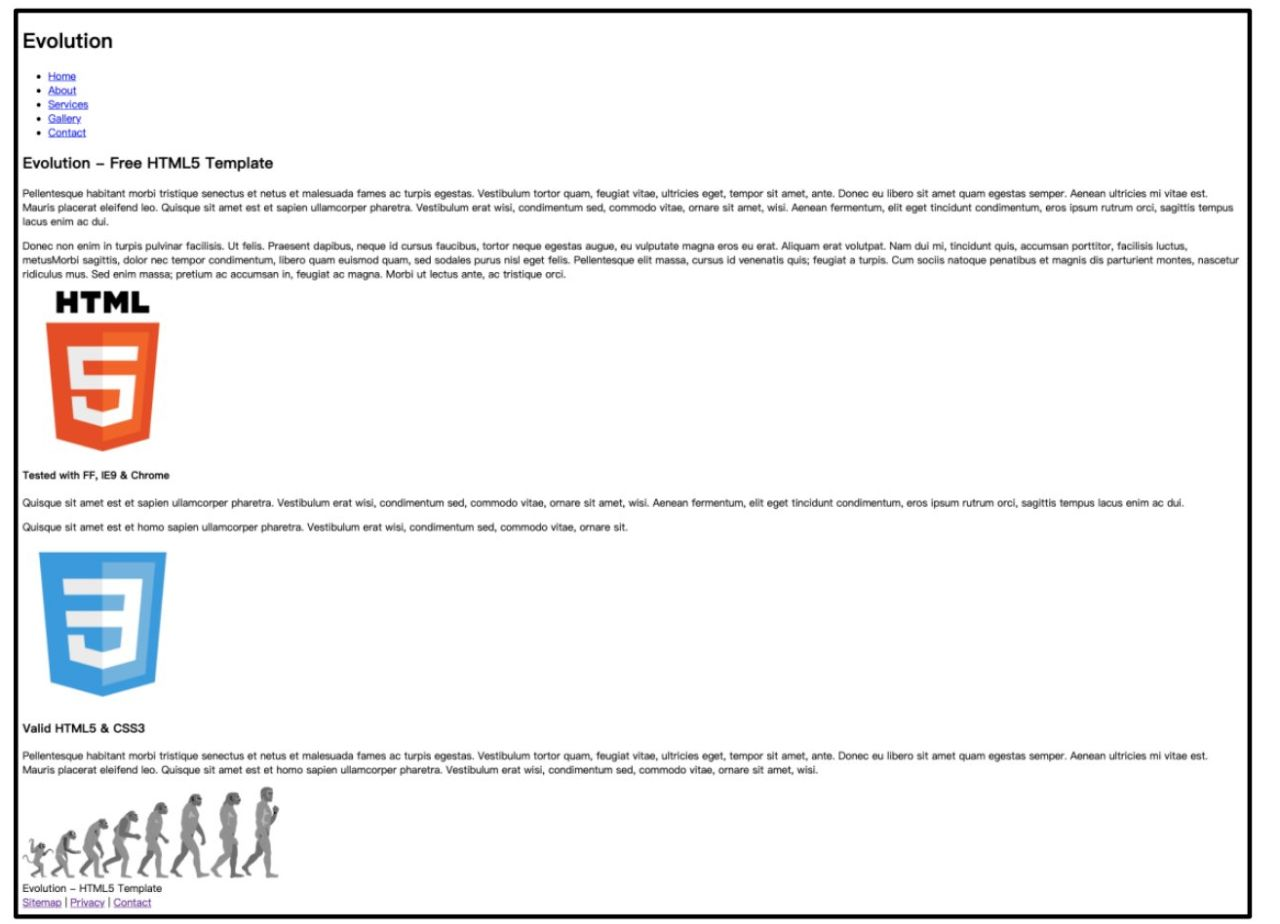 Evolution
Home
About
Services
Gallery
Contact
Evolution – Free HTML5 Template
Pellentesque habitant morbi tristique senectus et netus et malesuada fames ac turpis egestas. Vestibulum tortor quam, feugiat vitae, ultricies eget, tempor sit amet, ante. Donec eu libero sit amet quam egestas semper. Aenean ultricies mi vitae est.
Mauris placerat eleifend leo. Quisque sit amet est et sapien ullamcorper pharetra. Vestibulum erat wisi, condimentum sed, commodo vitae, ornare sit amet, wisi. Aenean fermentum, elit eget tincidunt condimentum, eros ipsum rutrum orci, sagittis tempus
lacus enim ac dui.
Donec non enim in turpis pulvinar facilisis. Ut felis. Praesent dapibus, neque id cursus faucibus, tortor neque egestas augue, eu vulputate magna eros eu erat. Aliquam erat volutpat. Nam dui mi, tincidunt quis, accumsan porttitor, facilisis luctus,
metusMorbi sagittis, dolor nec tempor condimentum, libero quam euismod quam, sed sodales purus nisl eget felis. Pellentesque elit massa, cursus id venenatis quis; feugiat a turpis. Cum sociis natoque penatibus et magnis dis parturient montes, nascetur
ridiculus mus. Sed enim massa; pretium ac accumsan in, feugiat ac magna. Morbi ut lectus ante, ac tristique orci.
HTML
5
Tested with FF, IE9 & Chrome
Quisque sit amet est et sapien ullamcorper pharetra. Vestibulum erat wisi, condimentum sed, commodo vitae, ornare sit amet, wisi. Aenean fermentum, elit eget tincidunt condimentum, eros ipsum rutrum orci, sagittis tempus lacus enim ac dui.
Quisque sit amet est et homo sapien ullamcorper pharetra. Vestibulum erat wisi, condimentum sed, commodo vitae, ornare sit.
3
Valid HTML5 & CSS3
Pellentesque habitant morbi tristique senectus et netus et malesuada fames ac turpis egestas. Vestibulum tortor quam, feugiat vitae, ultricies eget, tempor sit amet, ante. Donec eu libero sit amet quam egestas semper. Aenean ultricies mi vitae est.
Mauris placerat eleifend leo. Quisque sit amet est et homo sapien ullamcorper pharetra. Vestibulum erat wisi, condimentum sed, commodo vitae, ornare sit amet, wisi.
Evolution – HTML5 Template
Sitemap | Privacy | Contact